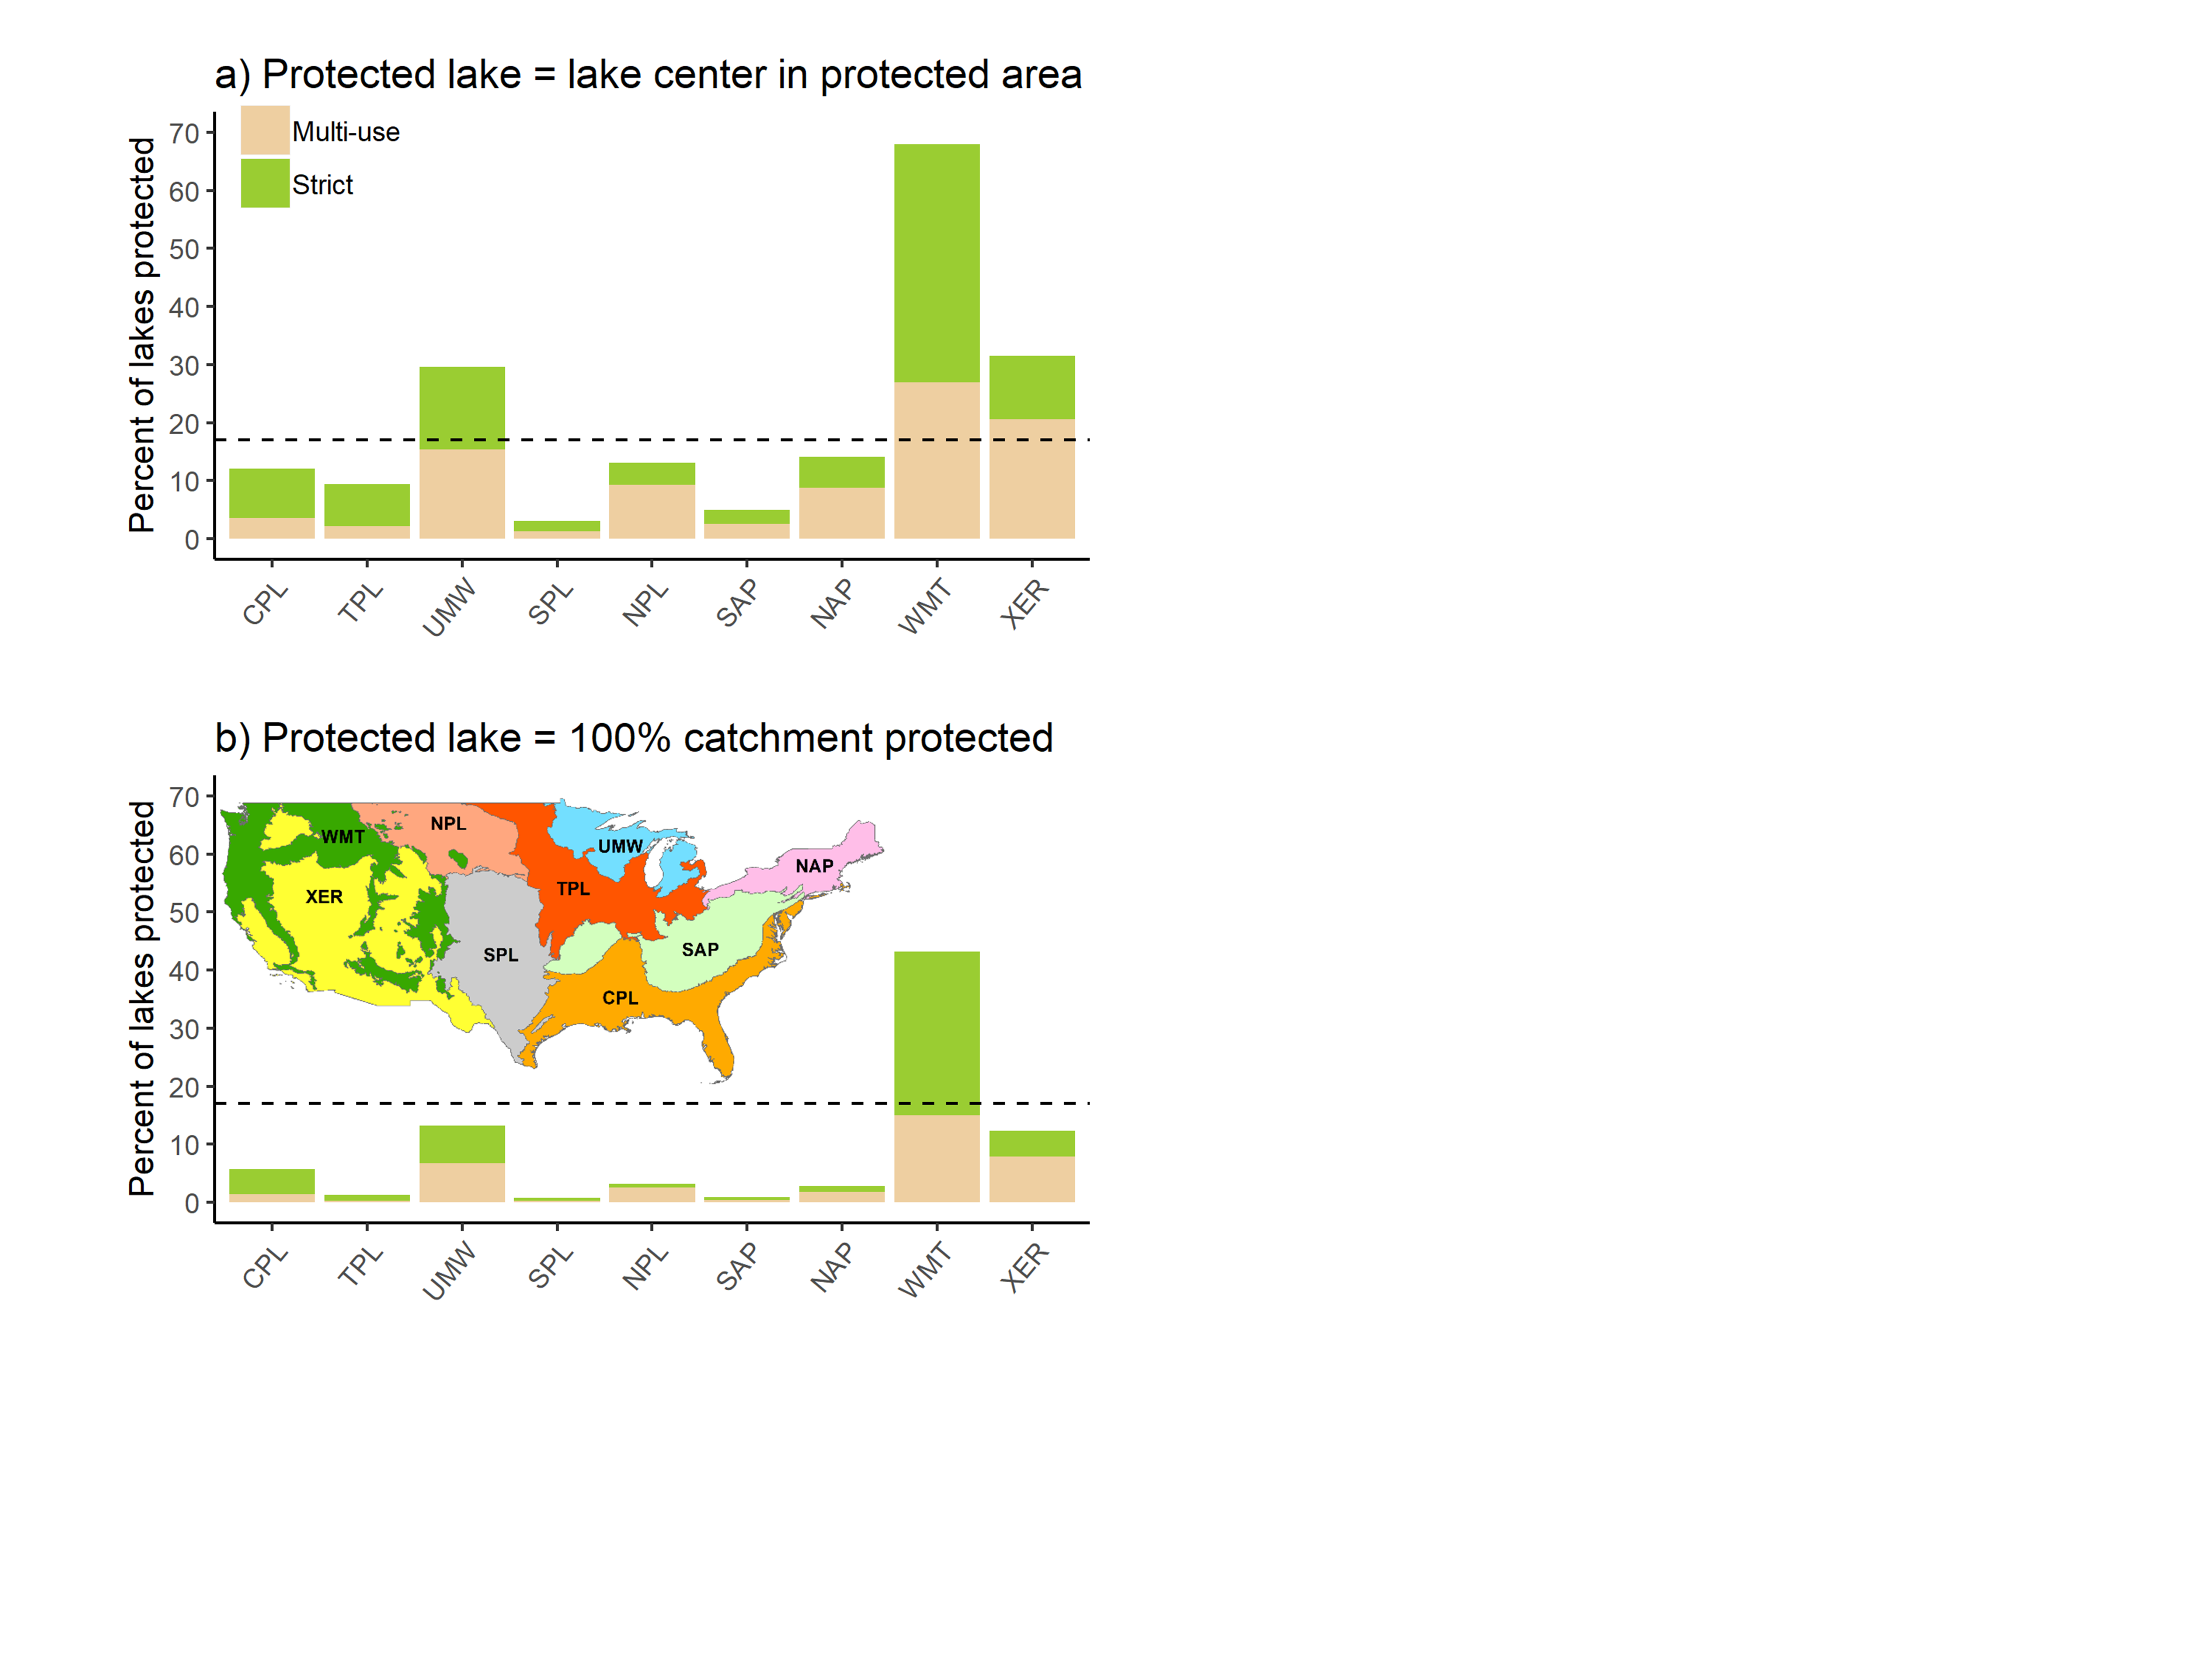 a) Protected lake = lake center in protected area
Percent of lakes protected
70
60
50
40
30
20
10
0
Multi-use
Strict
CPL TPL UMW SPL NPL SAP NAP WMT XER
b) Protected lake = 100% catchment protected
Percent of lakes protected
70
60
50
40
30
20
10
0
NPL
WMT
UMW
NAP
TPL
XER
SAP
SPL
CPL
CPL TPL UMW SPL NPL SAP NAP WMT XER